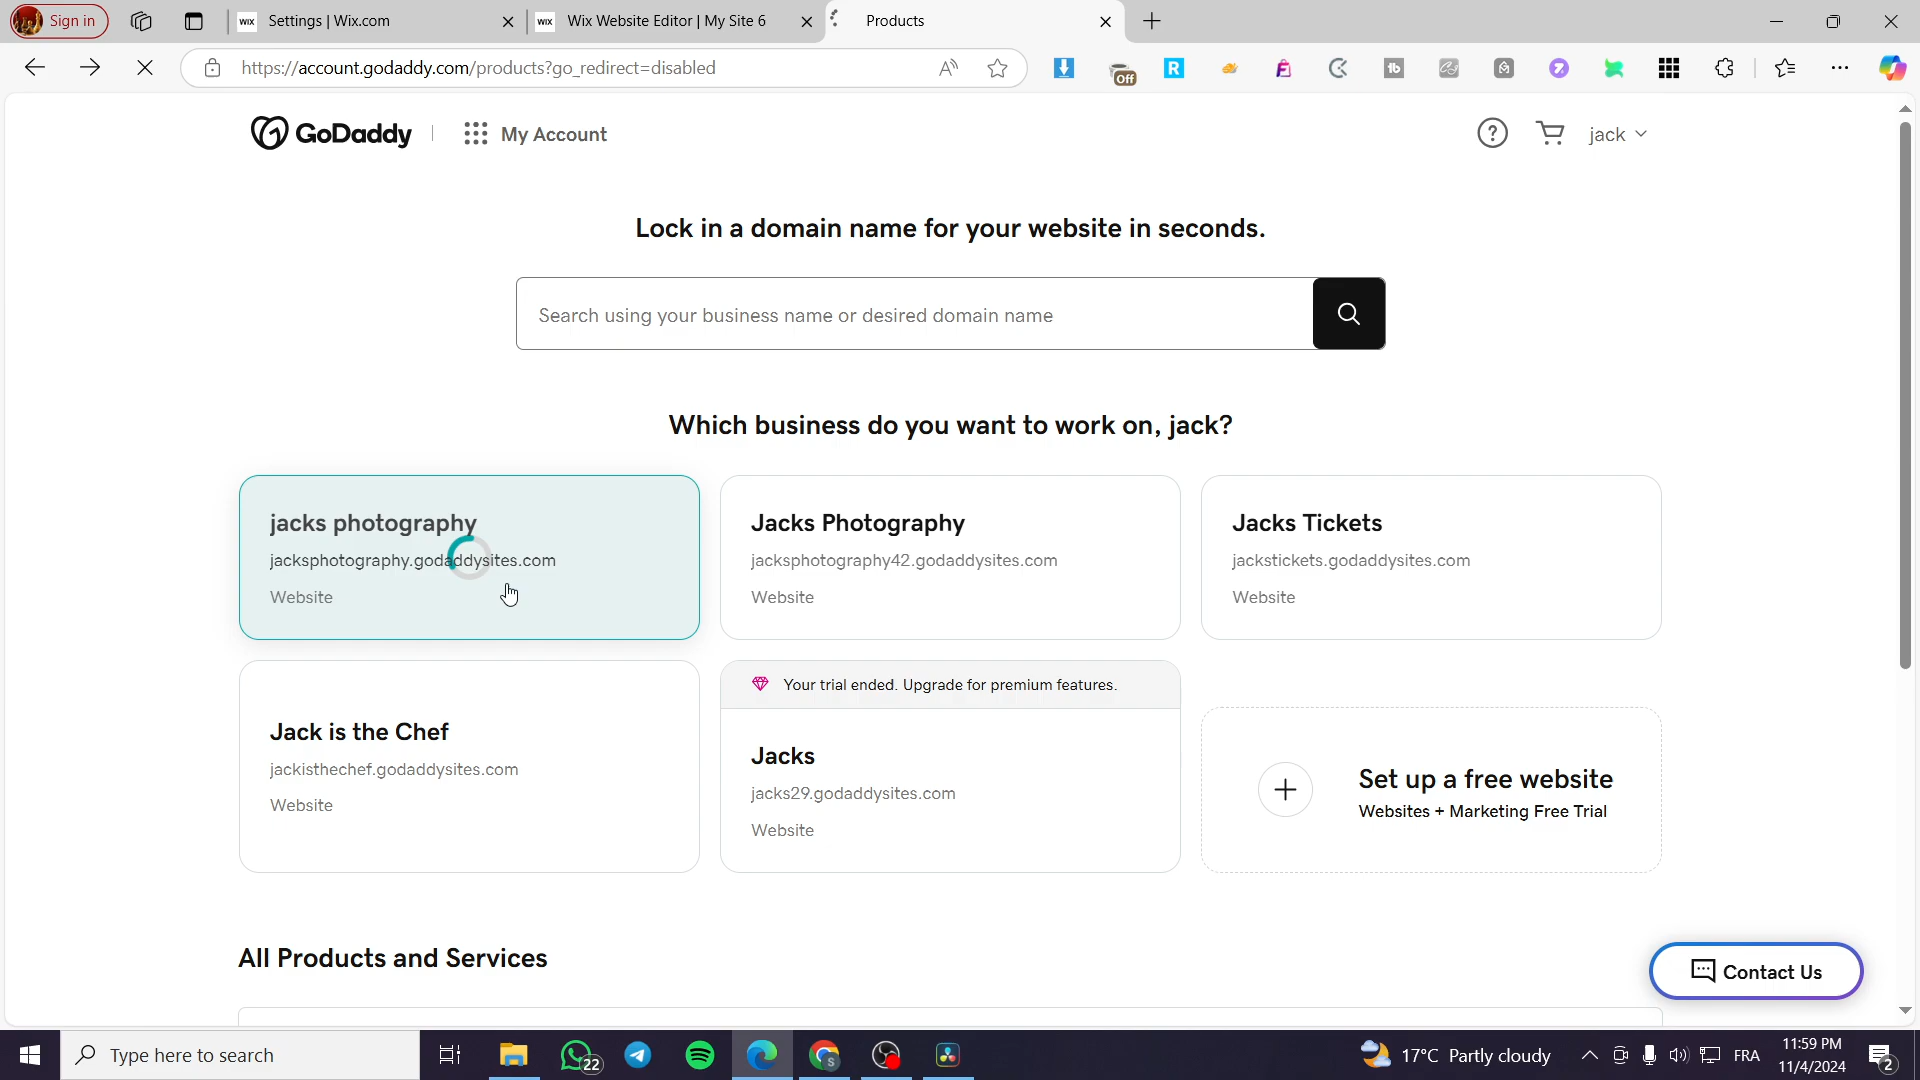 Sign in
WIX Settings | Wix.com
WIX Wix Website Editor | My Site 6
Products
https://account.godaddy.com/products?go_redirect=disabled
Off
R
tb
GoDaddy
My Account
jack
Lock in a domain name for your website in seconds.
Search using your business name or desired domain name
Which business do you want to work on, jack?
jacks photography
jacksphotography.godaddysites.com
Website
Jacks Photography
jacksphotography42.godaddysites.com
Website
Jacks Tickets
jackstickets.godaddysites.com
Website
Jack is the Chef
jackisthechef.godaddysites.com
Website
Your trial ended. Upgrade for premium features.
Jacks
jacks29.godaddysites.com
Website
Set up a free website
Websites + Marketing Free Trial
All Products and Services
Contact Us
Type here to search
22
S
17°C Partly cloudy
FRA
11:59 PM
11/4/2024
2